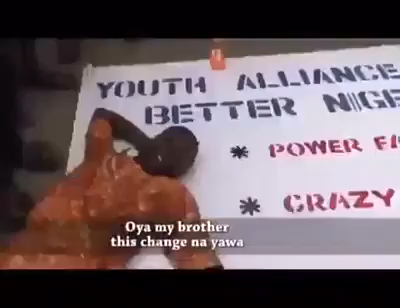 YOUTH ALLIANCE
BETTER NIGE
* POWER FA
* CRAZY
Oya my brother
this change na yawa